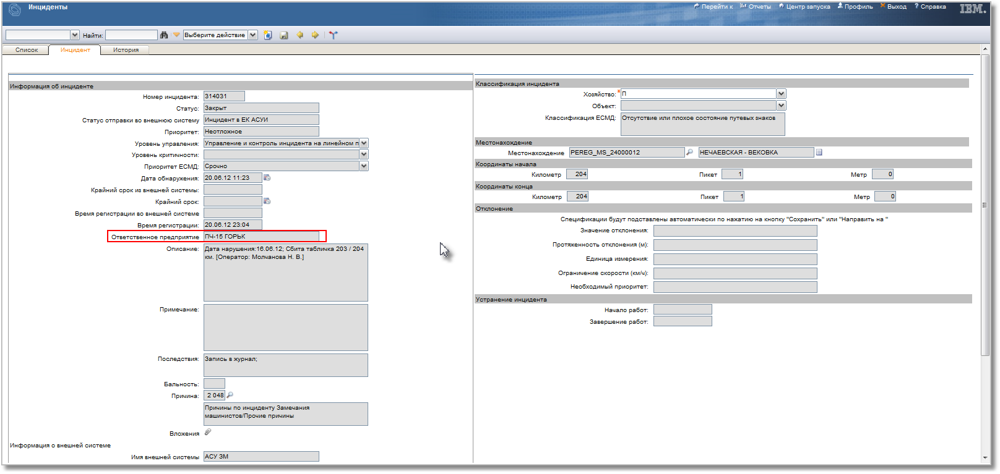 Инциденты
Перейти к Отчеты Центр запуска Профиль Выход ? Справка IBM.
Найти: Выберите действие
Список Инцидент История
Информация об инциденте
Номер инцидента: 314031
Статус: Закрыт
Статус отправки во внешнюю систему Инцидент в ЕК АСУИ
Приоритет: Неотложное
Уровень управления: Управление и контроль инцидента на линейном п
Уровень критичности:
Приоритет ЕСМД: Срочно
Дата обнаружения: 20.06.12 11:23
Крайний срок из внешней системы:
Крайний срок:
Время регистрации во внешней системе
Время регистрации: 20.06.12 23:04
Ответственное предприятие ПЧ-15 ГОРЬК
Описание: Дата нарушения:16.06.12; Сбита табличка 203 / 204
км. [Оператор: Молчанова Н. В.]
Примечание:
Последствия: Запись в журнал;
Бальность:
Причина: 2 048
Причины по инциденту Замечания
машинистов/Прочие причины
Вложения
Информация о внешней системе
Имя внешней системы АСУ ЗМ
Классификация инцидента
Хозяйство: * П
Объект:
Классификация ЕСМД: Отсутствие или плохое состояние путевых знаков
Местонахождение
Местонахождение PEREG_MS_24000012 НЕЧАЕВСКАЯ - ВЕКОВКА
Координаты начала
Километр 204 Пикет 1 Метр 0
Координаты конца
Километр 204 Пикет 1 Метр 0
Отклонение
Спецификации будут подставлены автоматически по нажатию на кнопку "Сохранить" или "Направить на "
Значение отклонения:
Протяженность отклонения (м):
Единица измерения:
Ограничение скорости (км/ч):
Необходимый приоритет:
Устранение инцидента
Начало работ:
Завершение работ: